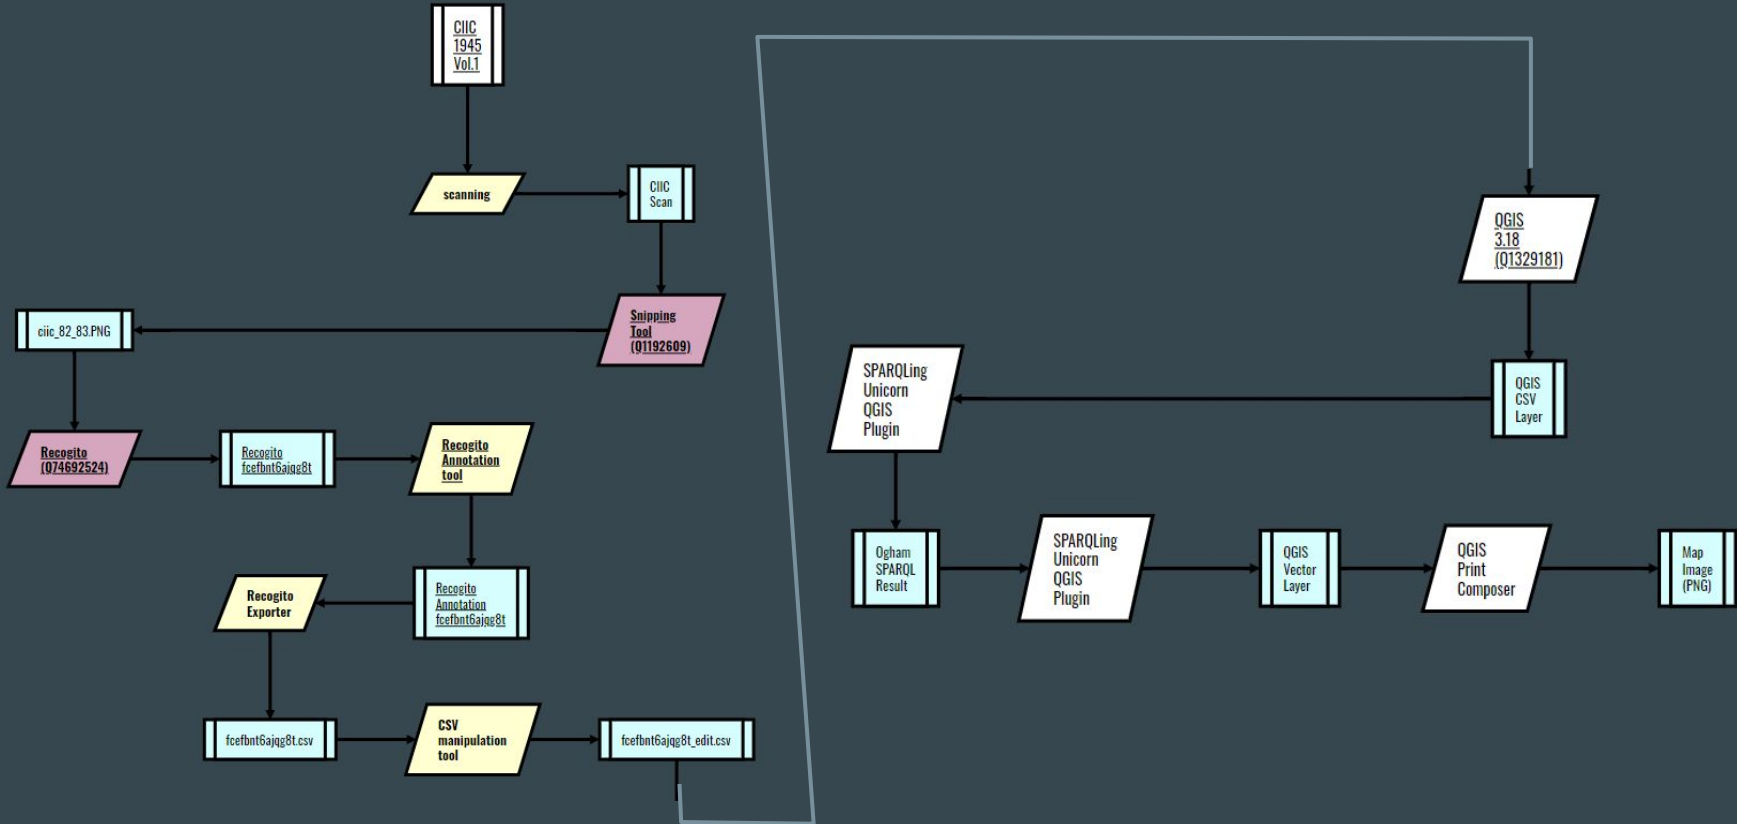 CIIC
1945
Vol.1
scanning
CIIC
Scan
Snipping
Tool
(Q1192609)
ciic_82_83.PNG
Recogito
(Q74692524)
Recogito
fcefbnt6ajqg8t
Recogito
Annotation
tool
Recogito
Annotation
fcefbnt6ajqg8t
Recogito
Exporter
fcefbnt6ajqg8t.csv
CSV
manipulation
tool
fcefbnt6ajqg8t_edit.csv
QGIS
3.18
(Q1329181)
QGIS
CSV
Layer
SPARQLing
Unicorn
QGIS
Plugin
Ogham
SPARQL
Result
SPARQLing
Unicorn
QGIS
Plugin
QGIS
Vector
Layer
QGIS
Print
Composer
Map
Image
(PNG)